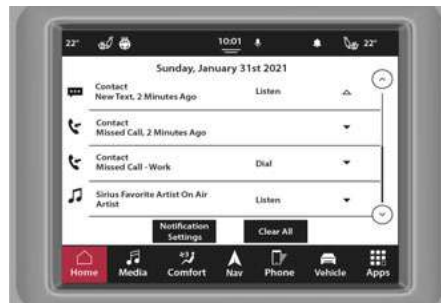 22°
10:01
22°
Sunday, January 31st 2021
Contact
New Text, 2 Minutes Ago
Listen
Contact
Missed Call, 2 Minutes Ago
Contact
Missed Call - Work
Dial
Sirius Favorite Artist On Air
Artist
Listen
Notification
Settings
Clear All
Home
Media
Comfort
Nav
Phone
Vehicle
Apps